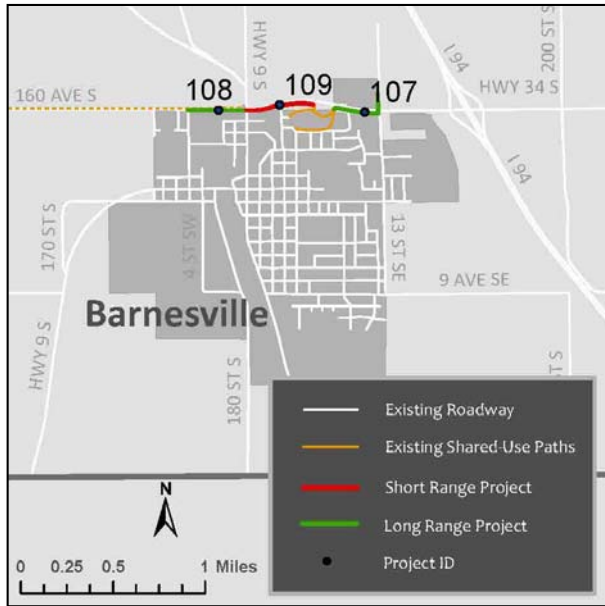 HWY 9 S
200 ST S
I 94
109
108
107
HWY 34 S
160 AVE S
I 94
170 ST S
4 ST SW
13 ST SE
9 AVE SE
Barnesville
HWY 9 S
180 ST S
Existing Roadway
Existing Shared-Use Paths
Short Range Project
Long Range Project
Project ID
N
0 0.25 0.5 1 Miles